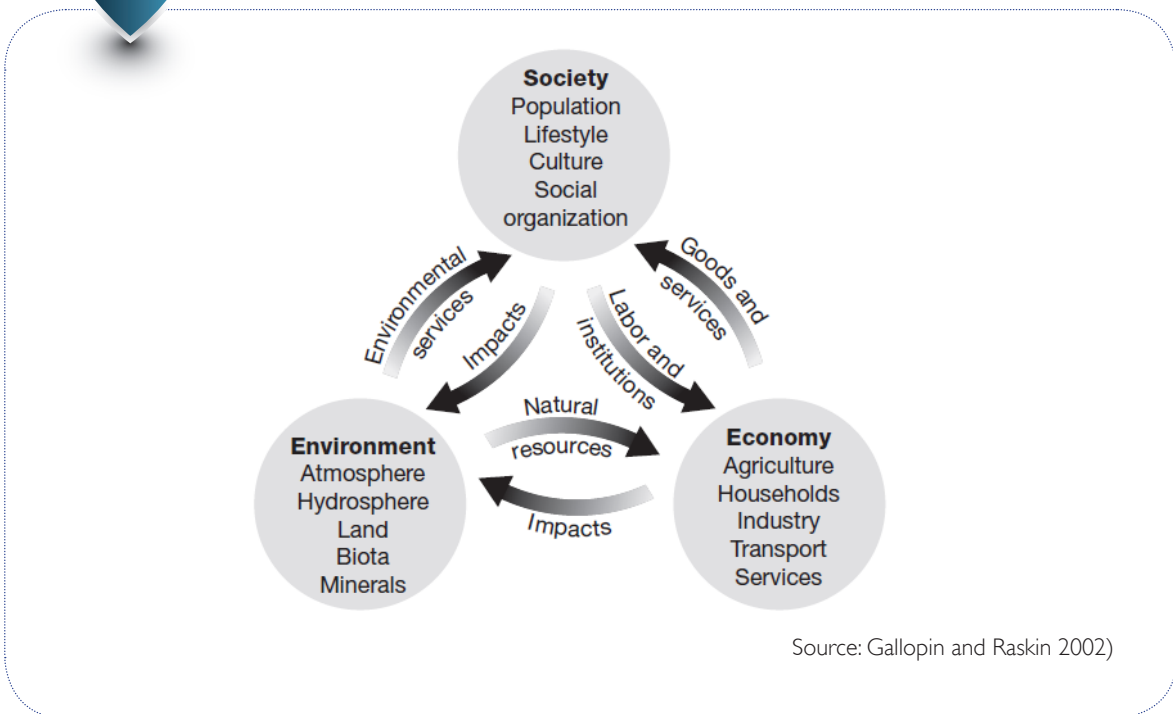 Society
Population
Lifestyle
Culture
Social
organization
Environmental
services
Impacts
Goods and
services
Labor and
institutions
Natural
resources
Impacts
Environment
Atmosphere
Hydrosphere
Land
Biota
Minerals
Economy
Agriculture
Households
Industry
Transport
Services
Source: Gallopin and Raskin 2002)